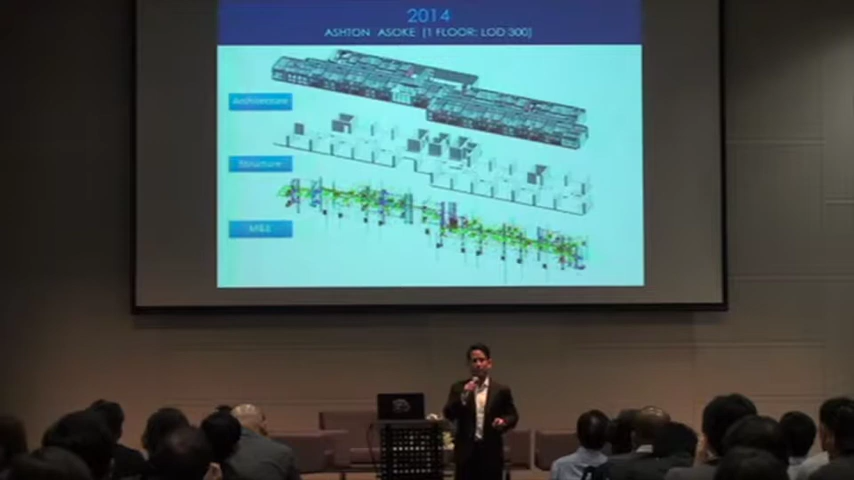 2014
ASHTON ASOKE (1 FLOOR: LOD 300)
Architecture
Structure
M&E